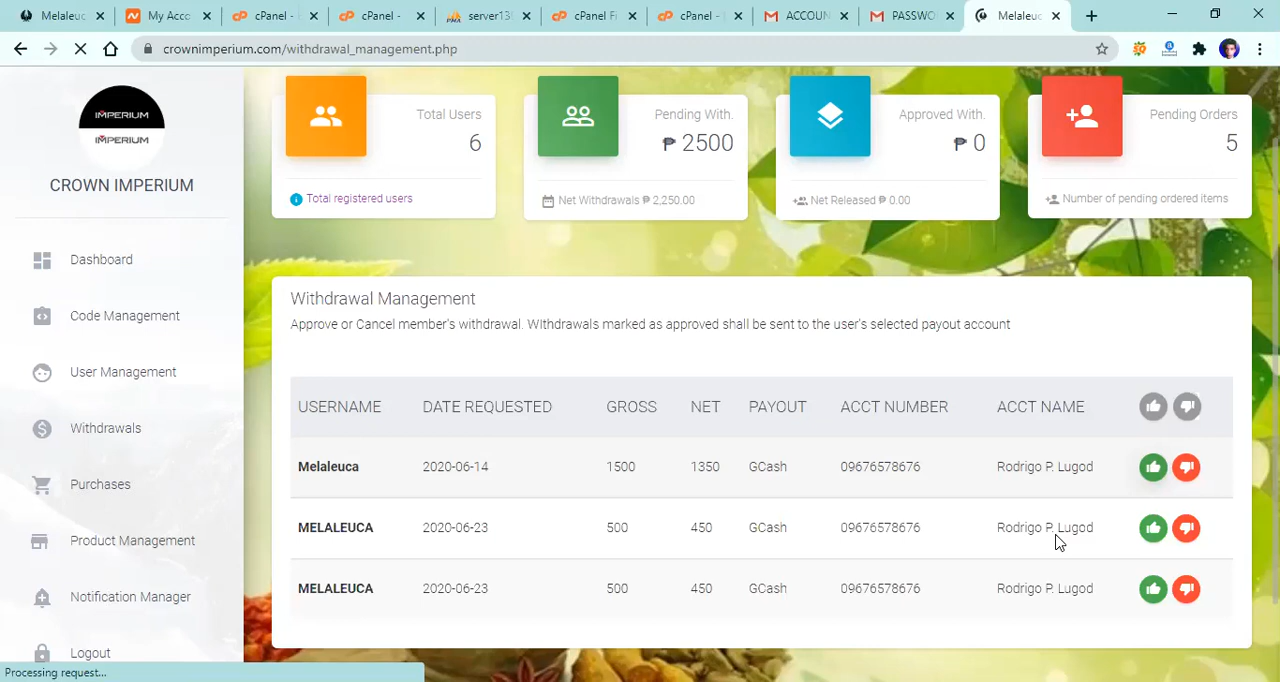 Melaleuc
My Acco
cPanel -
cPanel -
server13
cPanel Fi
cPanel -
ACCOUN
PASSWO
Melaleuc
crownimperium.com/withdrawal_management.php
IMPERIUM
IMPERIUM
CROWN IMPERIUM
Dashboard
Code Management
User Management
Withdrawals
Purchases
Product Management
Notification Manager
Logout
Total Users
6
Total registered users
Pending With.
₱ 2500
Net Withdrawals ₱ 2,250.00
Approved With.
₱ 0
Net Released ₱ 0.00
Pending Orders
5
Number of pending ordered items
Withdrawal Management
Approve or Cancel member's withdrawal. WIthdrawals marked as approved shall be sent to the user's selected payout account
USERNAME DATE REQUESTED GROSS NET PAYOUT ACCT NUMBER ACCT NAME
Melaleuca 2020-06-14 1500 1350 GCash 09676578676 Rodrigo P. Lugod
MELALEUCA 2020-06-23 500 450 GCash 09676578676 Rodrigo P. Lugod
MELALEUCA 2020-06-23 500 450 GCash 09676578676 Rodrigo P. Lugod
Processing request...